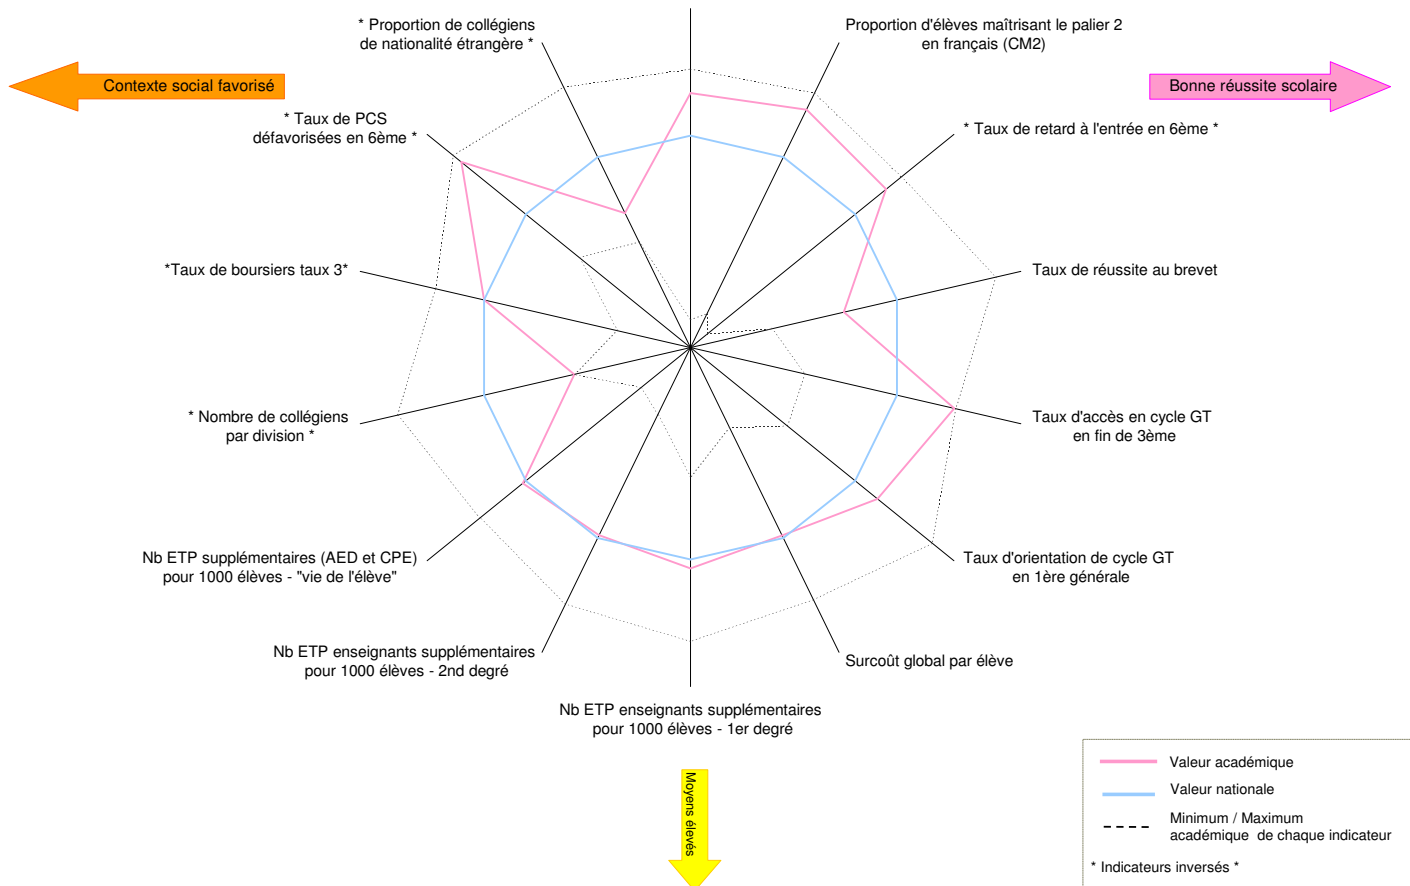 * Proportion de collégiens
de nationalité étrangère *
Proportion d'élèves maîtrisant le palier 2
en français (CM2)
Contexte social favorisé
Bonne réussite scolaire
* Taux de PCS
défavorisées en 6ème *
* Taux de retard à l'entrée en 6ème *
*Taux de boursiers taux 3*
Taux de réussite au brevet
* Nombre de collégiens
par division *
Taux d'accès en cycle GT
en fin de 3ème
Nb ETP supplémentaires (AED et CPE)
pour 1000 élèves - "vie de l'élève"
Taux d'orientation de cycle GT
en 1ère générale
Nb ETP enseignants supplémentaires
pour 1000 élèves - 2nd degré
Surcoût global par élève
Nb ETP enseignants supplémentaires
pour 1000 élèves - 1er degré
Moyens élevés
Valeur académique
Valeur nationale
Minimum / Maximum
académique de chaque indicateur
* Indicateurs inversés *